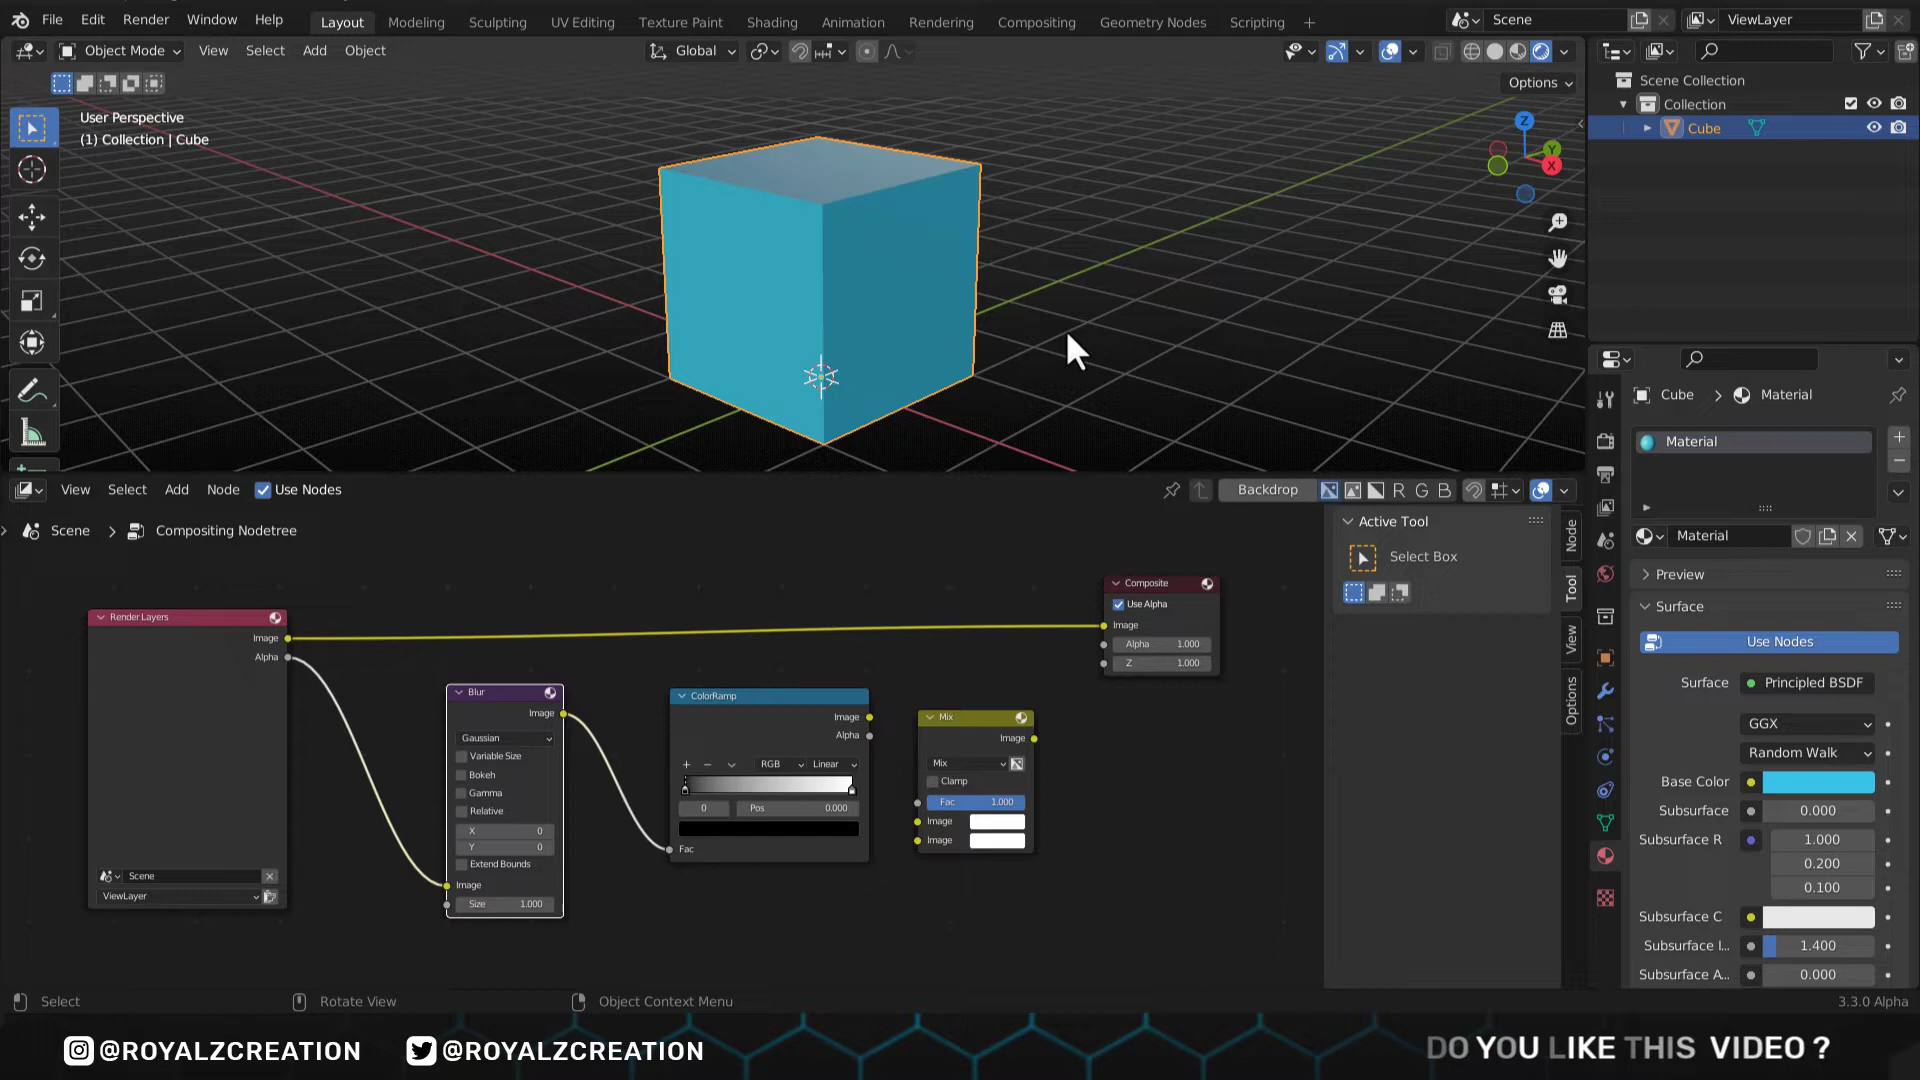 File Edit Render Window Help Layout Modeling Sculpting UV Editing Texture Paint Shading Animation Rendering Compositing Geometry Nodes Scripting + Scene ViewLayer
Object Mode View Select Add Object Global
Options
User Perspective
(1) Collection | Cube
Z
Y
X
Scene Collection
Collection
Cube
Cube > Material
Material
Material
Preview
Surface
Use Nodes
Surface Principled BSDF
GGX
Random Walk
Base Color
Subsurface 0.000
Subsurface R 1.000
0.200
0.100
Subsurface C
Subsurface I... 1.400
Subsurface A... 0.000
View Select Add Node Use Nodes Backdrop R G B
Scene > Compositing Nodetree
Active Tool
Select Box
Node
Tool
View
Options
Render Layers
Image
Alpha
Scene
ViewLayer
Blur
Image
Gaussian
Variable Size
Bokeh
Gamma
Relative
X 0
Y 0
Extend Bounds
Image
Size 1.000
ColorRamp
Image
Alpha
+ − RGB Linear
0 Pos 0.000
Fac
Mix
Image
Mix
Clamp
Fac 1.000
Image
Image
Composite
Use Alpha
Image
Alpha 1.000
Z 1.000
Select Rotate View Object Context Menu 3.3.0 Alpha
@ROYALZCREATION @ROYALZCREATION DO YOU LIKE THIS VIDEO ?